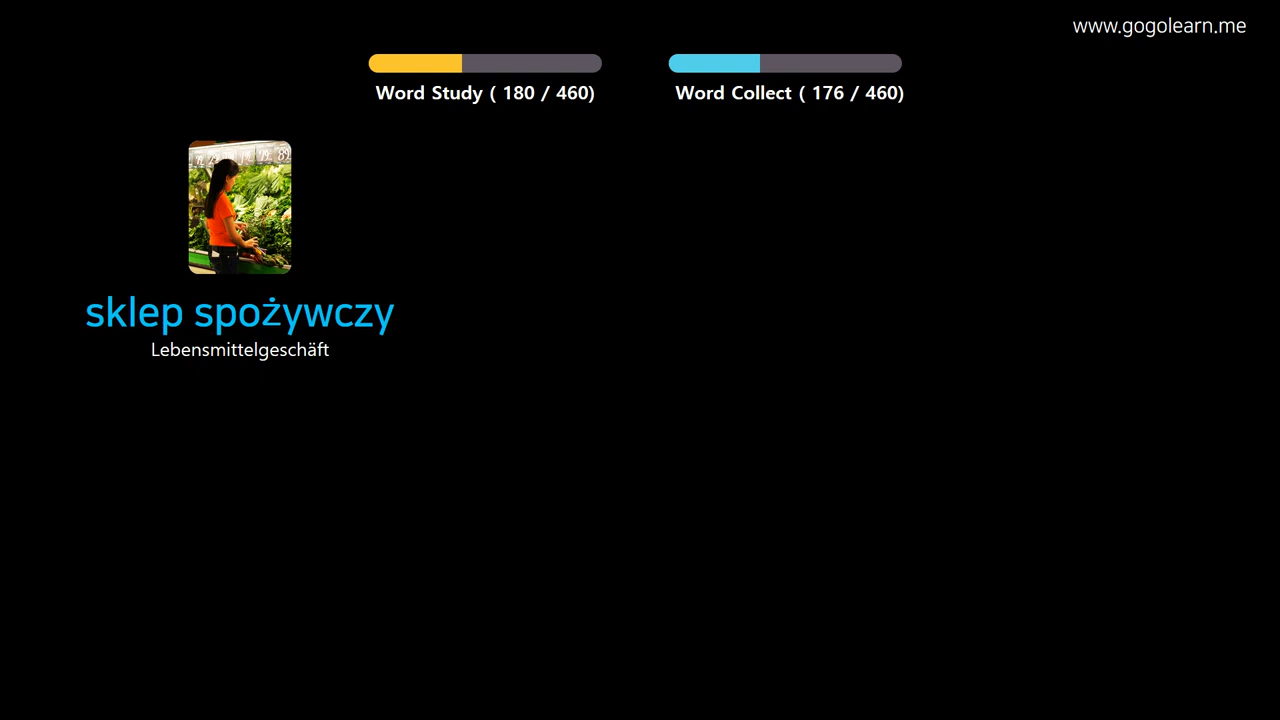 www.gogolearn.me
Word Study ( 180 / 460)
Word Collect ( 176 / 460)
sklep spożywczy
Lebensmittelgeschäft